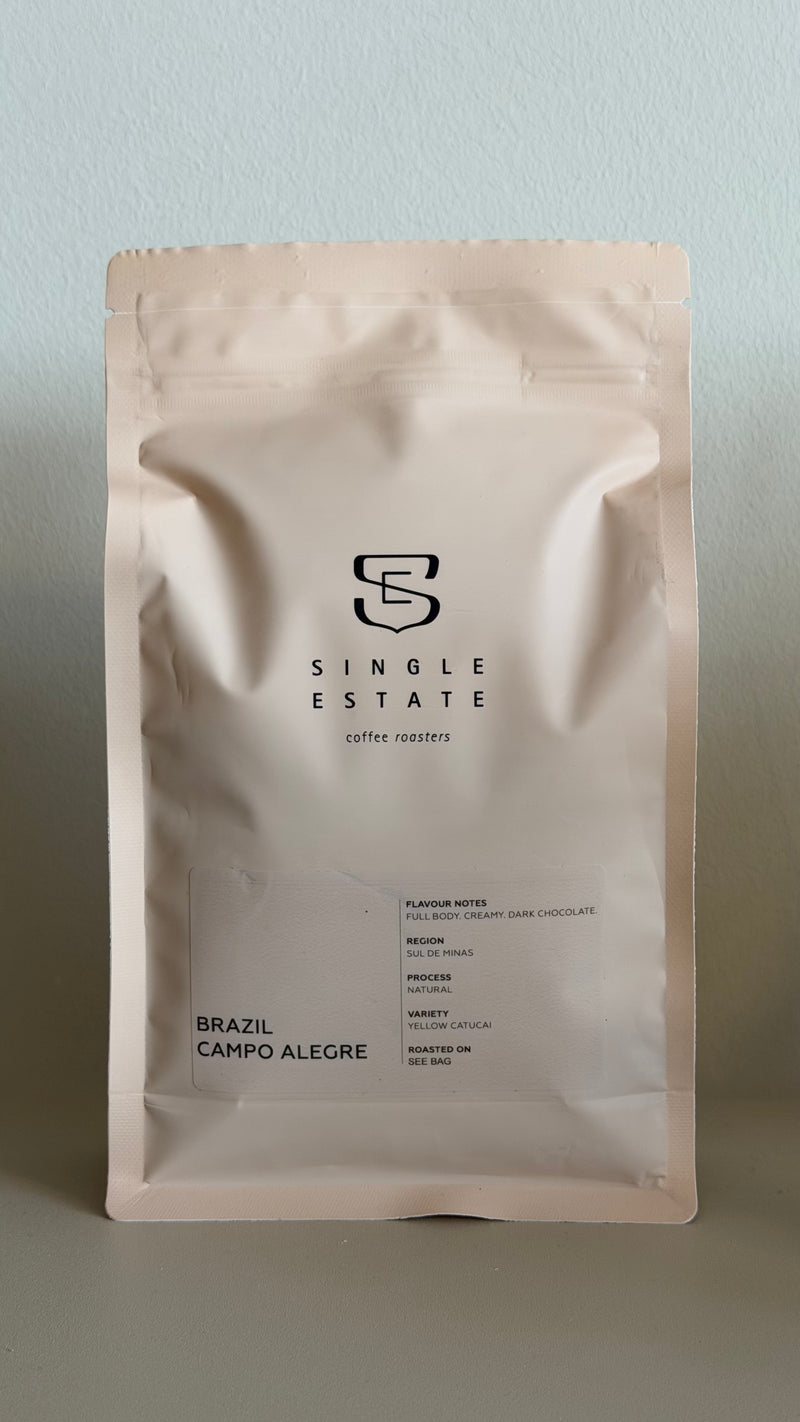 SE
SINGLE
ESTATE
coffee roasters
BRAZIL
CAMPO ALEGRE
FLAVOUR NOTES
FULL BODY. CREAMY. DARK CHOCOLATE.
REGION
SUL DE MINAS
PROCESS
NATURAL
VARIETY
YELLOW CATUCAI
ROASTED ON
SEE BAG